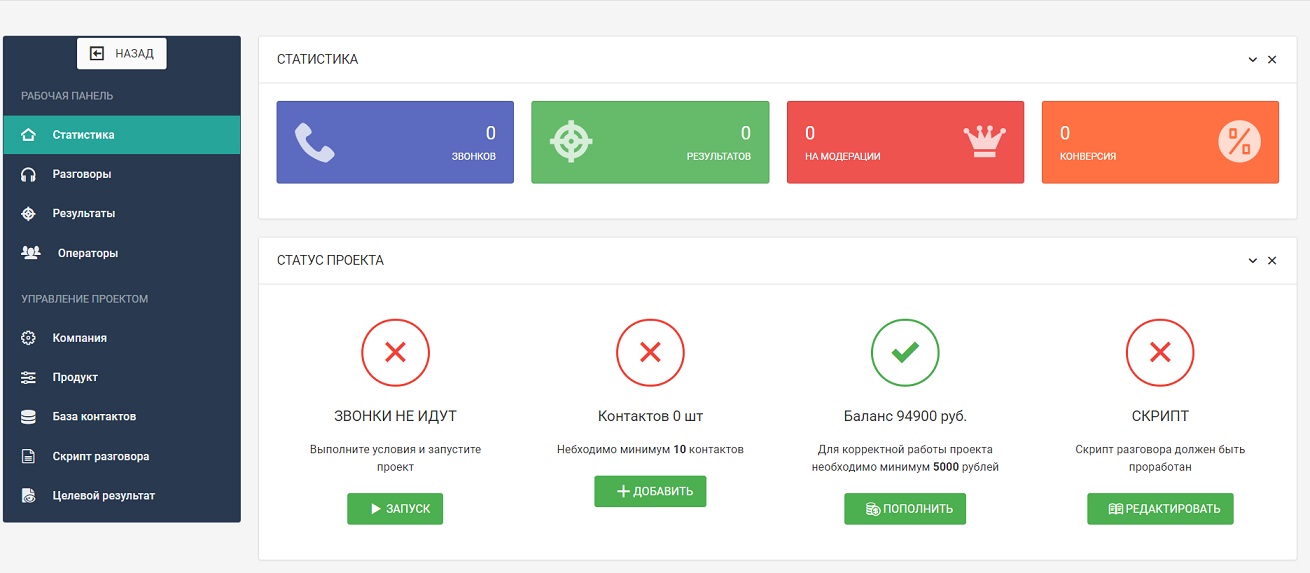 НАЗАД
РАБОЧАЯ ПАНЕЛЬ
Статистика
Разговоры
Результаты
Операторы
УПРАВЛЕНИЕ ПРОЕКТОМ
Компания
Продукт
База контактов
Скрипт разговора
Целевой результат
СТАТИСТИКА
0
ЗВОНКОВ
0
РЕЗУЛЬТАТОВ
0
НА МОДЕРАЦИИ
0
КОНВЕРСИЯ
СТАТУС ПРОЕКТА
ЗВОНКИ НЕ ИДУТ
Выполните условия и запустите
проект
ЗАПУСК
Контактов 0 шт
Небходимо минимум 10 контактов
ДОБАВИТЬ
Баланс 94900 руб.
Для корректной работы проекта
необходимо минимум 5000 рублей
ПОПОЛНИТЬ
СКРИПТ
Скрипт разговора должен быть
проработан
РЕДАКТИРОВАТЬ